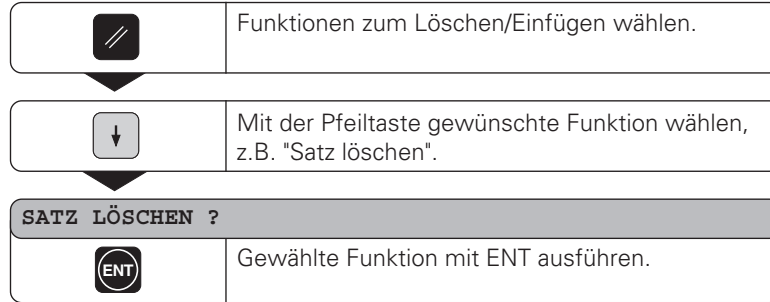 Funktionen zum Löschen/Einfügen wählen.
Mit der Pfeiltaste gewünschte Funktion wählen,
z.B. "Satz löschen".
SATZ LÖSCHEN ?
ENT
Gewählte Funktion mit ENT ausführen.